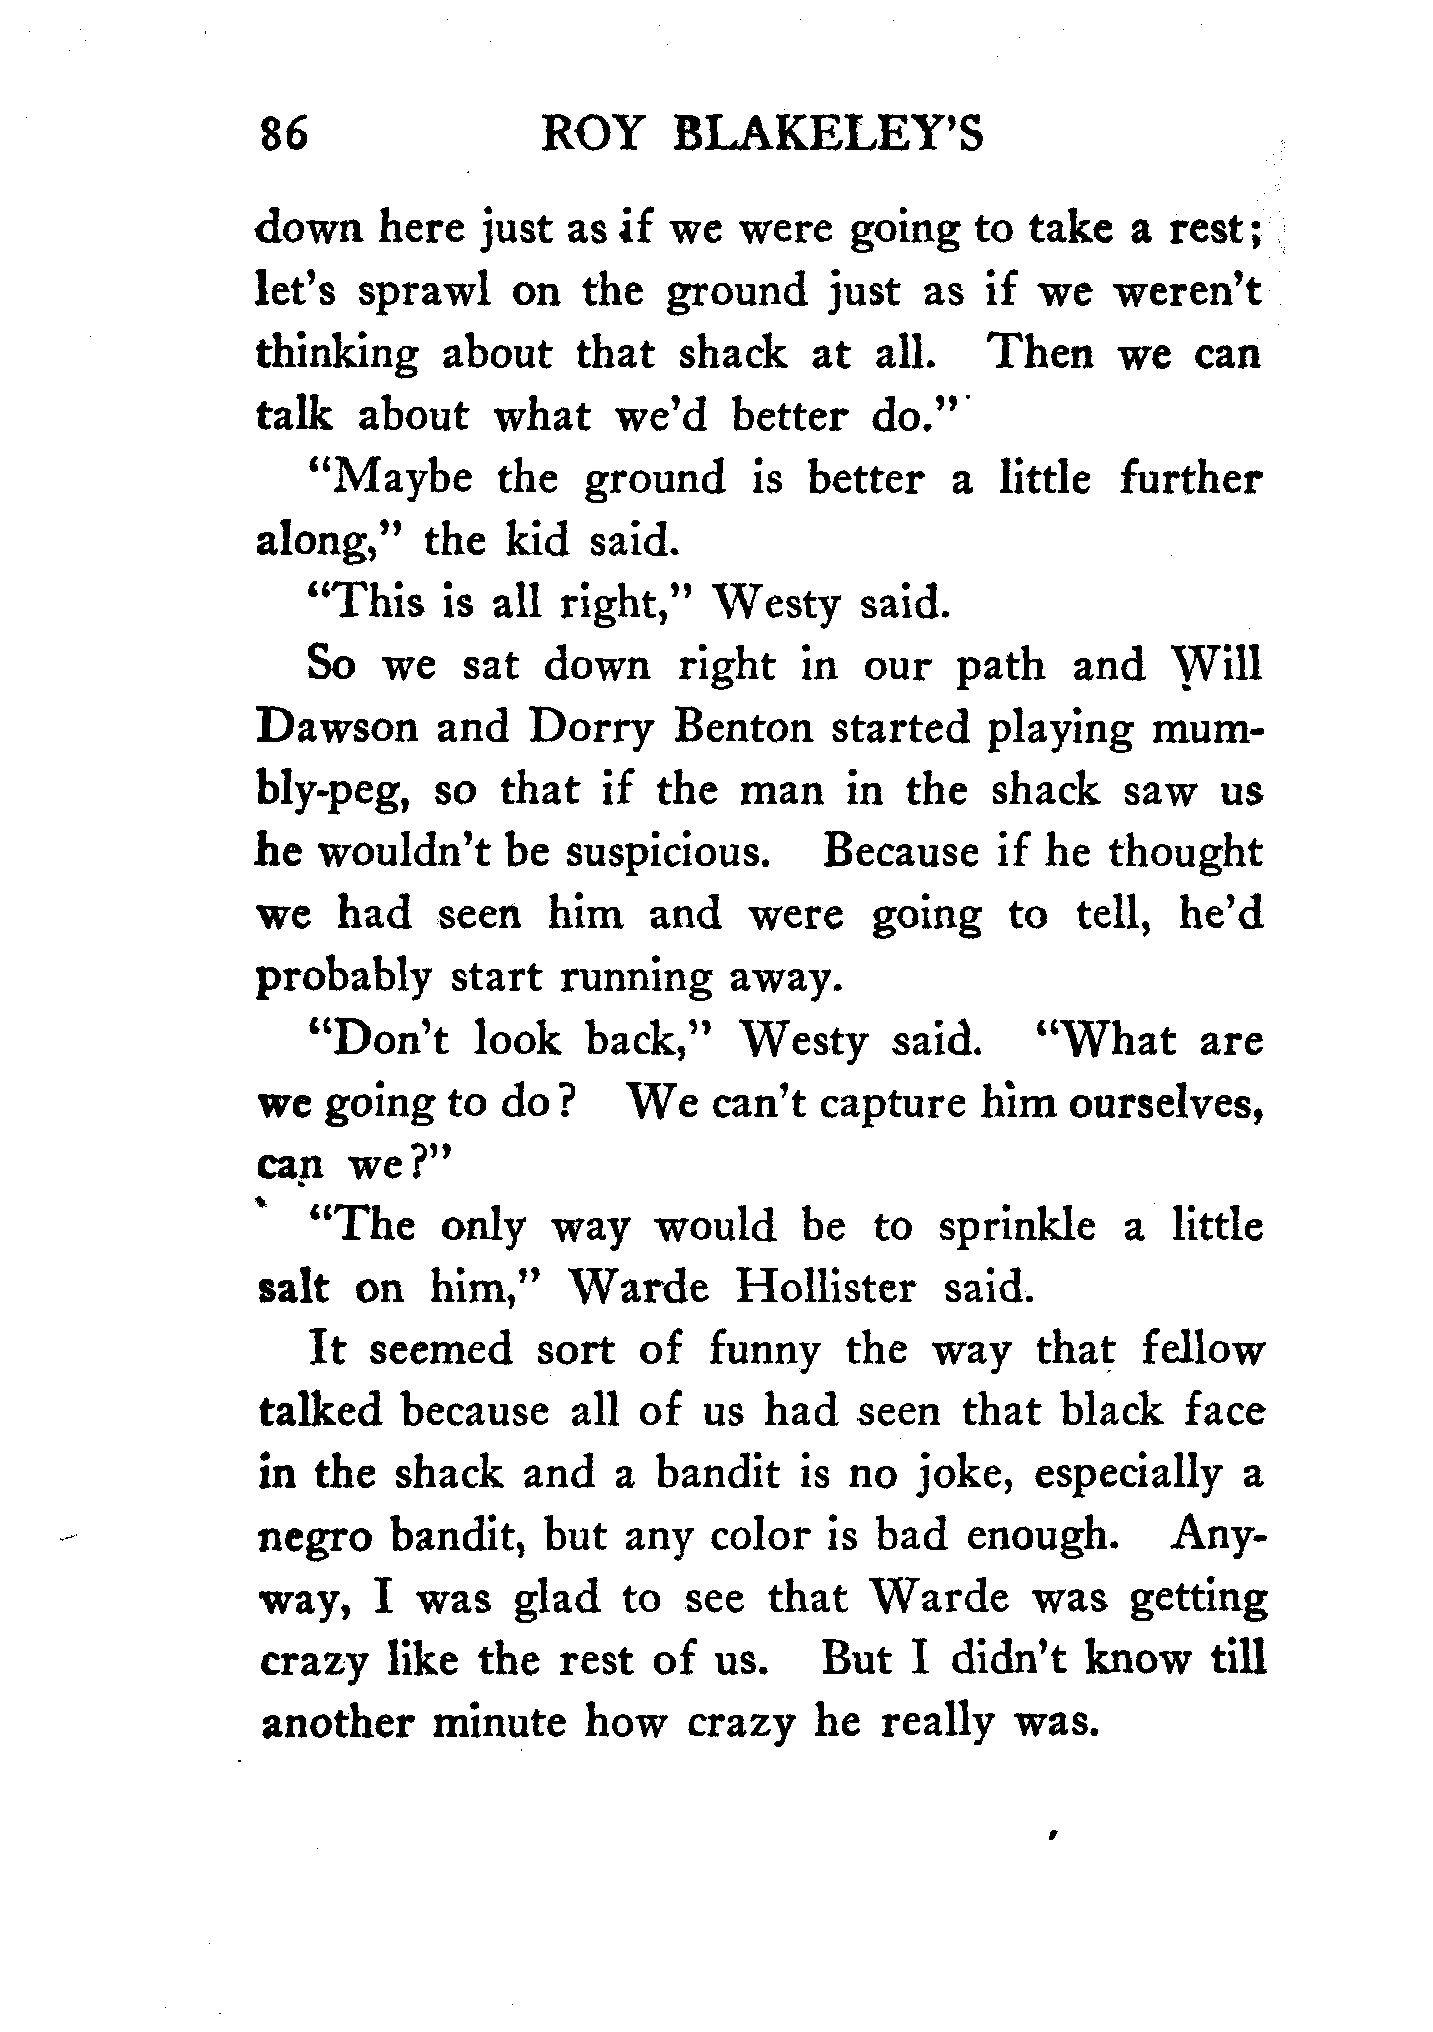 86 ROY BLAKELEY'S
down here just as if we were going to take a rest;
let's sprawl on the ground just as if we weren't
thinking about that shack at all. Then we can
talk about what we'd better do."
"Maybe the ground is better a little further
along," the kid said.
"This is all right," Westy said.
So we sat down right in our path and Will
Dawson and Dorry Benton started playing mum-
bly-peg, so that if the man in the shack saw us
he wouldn't be suspicious. Because if he thought
we had seen him and were going to tell, he'd
probably start running away.
"Don't look back," Westy said. "What are
we going to do? We can't capture him ourselves,
can we?"
"The only way would be to sprinkle a little
salt on him," Warde Hollister said.
It seemed sort of funny the way that fellow
talked because all of us had seen that black face
in the shack and a bandit is no joke, especially a
negro bandit, but any color is bad enough. Any-
way, I was glad to see that Warde was getting
crazy like the rest of us. But I didn't know till
another minute how crazy he really was.